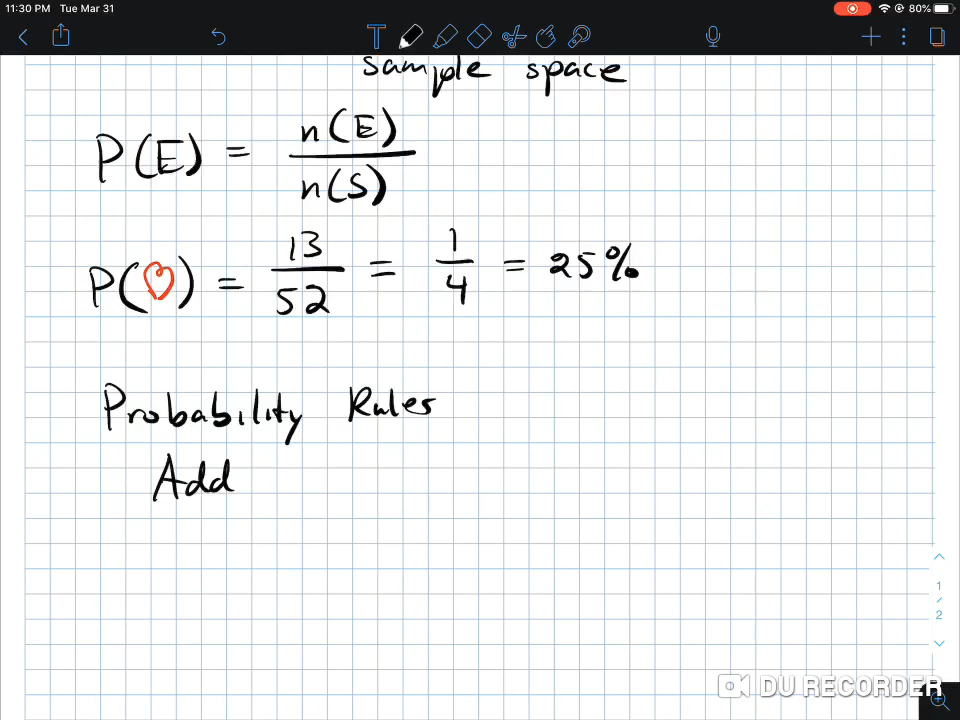 11:30 PM Tue Mar 31 80%
sample space
P(E) = n(E) / n(S)
P(♡) = 13/52 = 1/4 = 25%
Probability Rules
Add
1 / 2
DU RECORDER